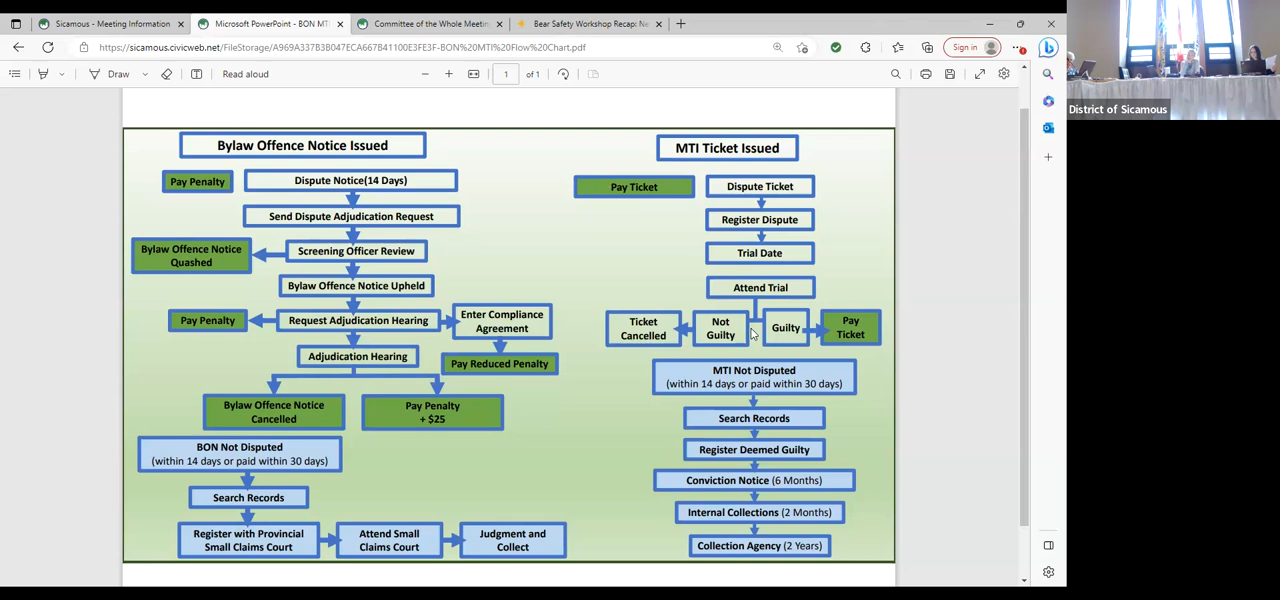 Sicamous - Meeting Information
Microsoft PowerPoint - BON MTI
Committee of the Whole Meetin
Bear Safety Workshop Recap: Ne
https://sicamous.civicweb.net/FileStorage/A969A337B3B047ECA667B41100E3FE3F-BON%20MTI%20Flow%20Chart.pdf
Sign in
Draw
Read aloud
1
of 1
District of Sicamous
Bylaw Offence Notice Issued
Pay Penalty
Dispute Notice(14 Days)
Send Dispute Adjudication Request
Bylaw Offence Notice
Quashed
Screening Officer Review
Bylaw Offence Notice Upheld
Pay Penalty
Request Adjudication Hearing
Enter Compliance
Agreement
Adjudication Hearing
Pay Reduced Penalty
Bylaw Offence Notice
Cancelled
Pay Penalty
+ $25
BON Not Disputed
(within 14 days or paid within 30 days)
Search Records
Register with Provincial
Small Claims Court
Attend Small
Claims Court
Judgment and
Collect
MTI Ticket Issued
Pay Ticket
Dispute Ticket
Register Dispute
Trial Date
Attend Trial
Ticket
Cancelled
Not
Guilty
Guilty
Pay
Ticket
MTI Not Disputed
(within 14 days or paid within 30 days)
Search Records
Register Deemed Guilty
Conviction Notice (6 Months)
Internal Collections (2 Months)
Collection Agency (2 Years)